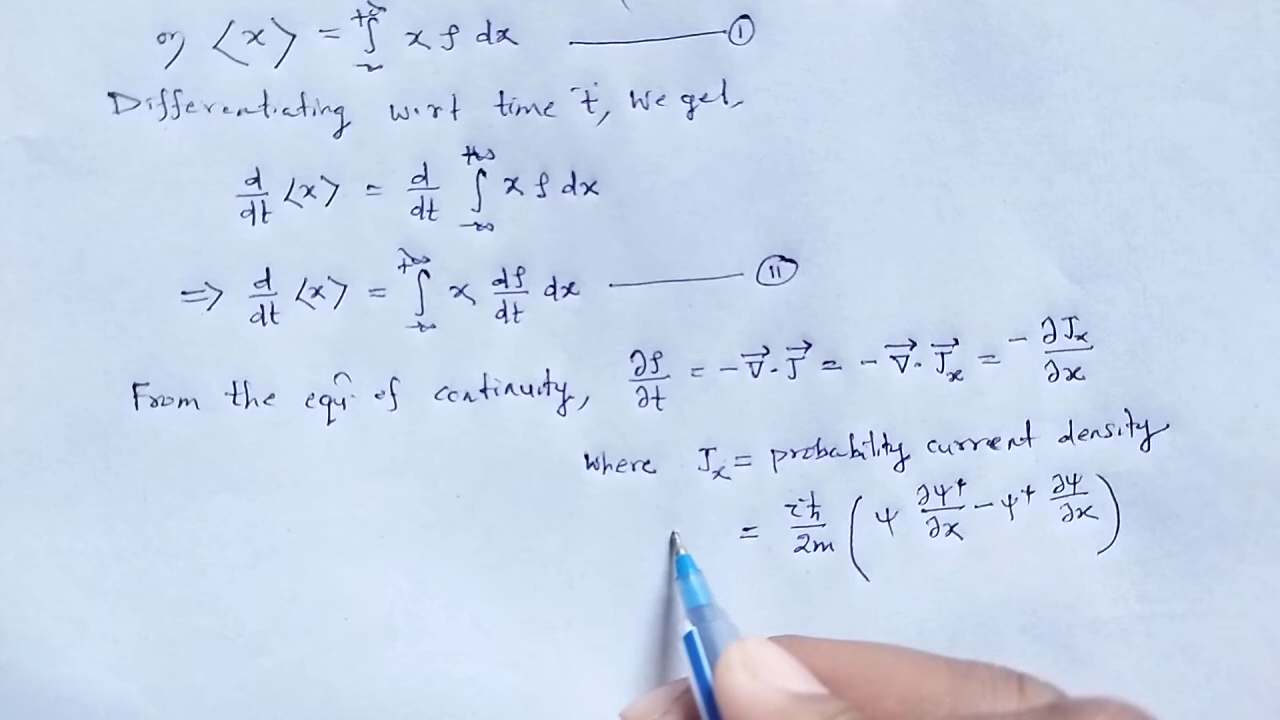 or ⟨x⟩ = ∫_{-∞}^{+∞} x ρ dx ——— (I)
Differentiating w.r.t time 't', we get,
d/dt ⟨x⟩ = d/dt ∫_{-∞}^{+∞} x ρ dx
⇒ d/dt ⟨x⟩ = ∫_{-∞}^{+∞} x dρ/dt dx ——— (II)
From the equn. of continuity, ∂ρ/∂t = -∇⃗·J⃗ = -∇⃗·J⃗ₓ = -∂Jₓ/∂x
where Jₓ = probability current density
= iħ/2m (ψ ∂ψ*/∂x - ψ* ∂ψ/∂x)